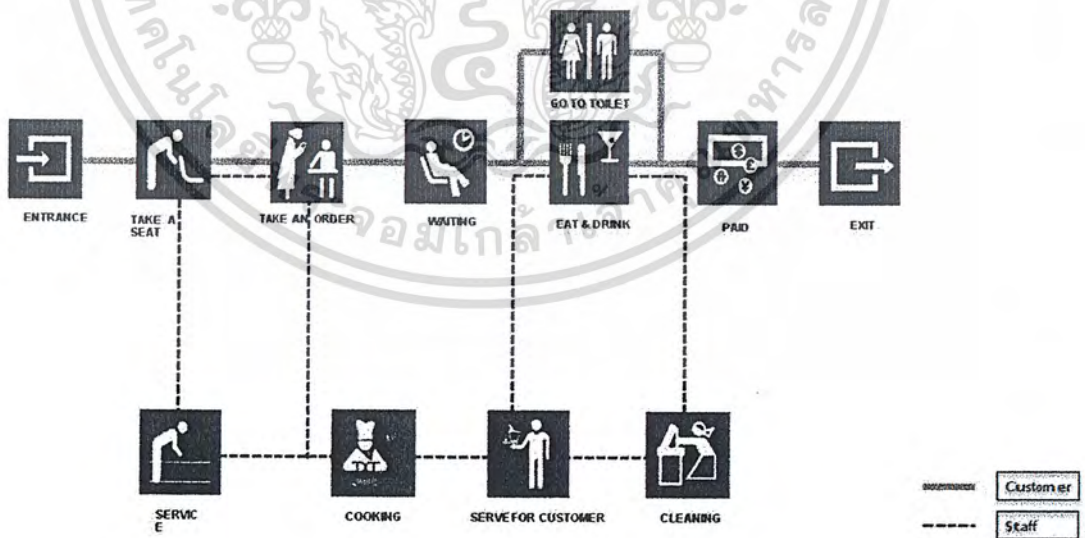 GO TO TOILET
ENTRANCE
TAKE A
SEAT
TAKE AN ORDER
WAITING
EAT & DRINK
PAID
EXIT
SERVIC
E
COOKING
SERVE FOR CUSTOMER
CLEANING
Customer
Staff